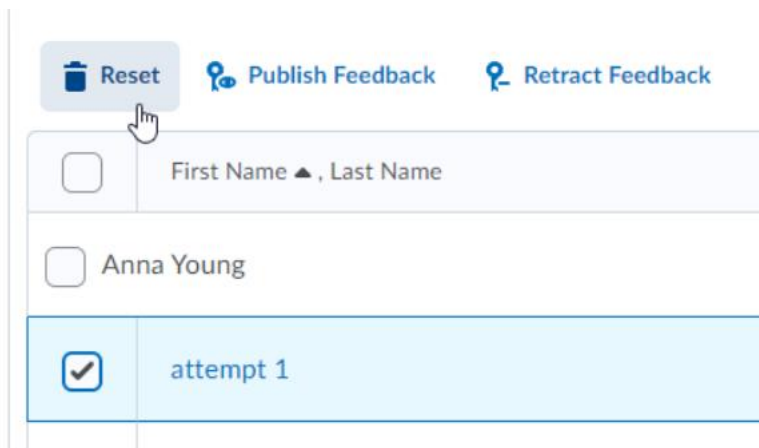 Reset Publish Feedback Retract Feedback
First Name ▲ , Last Name
Anna Young
attempt 1